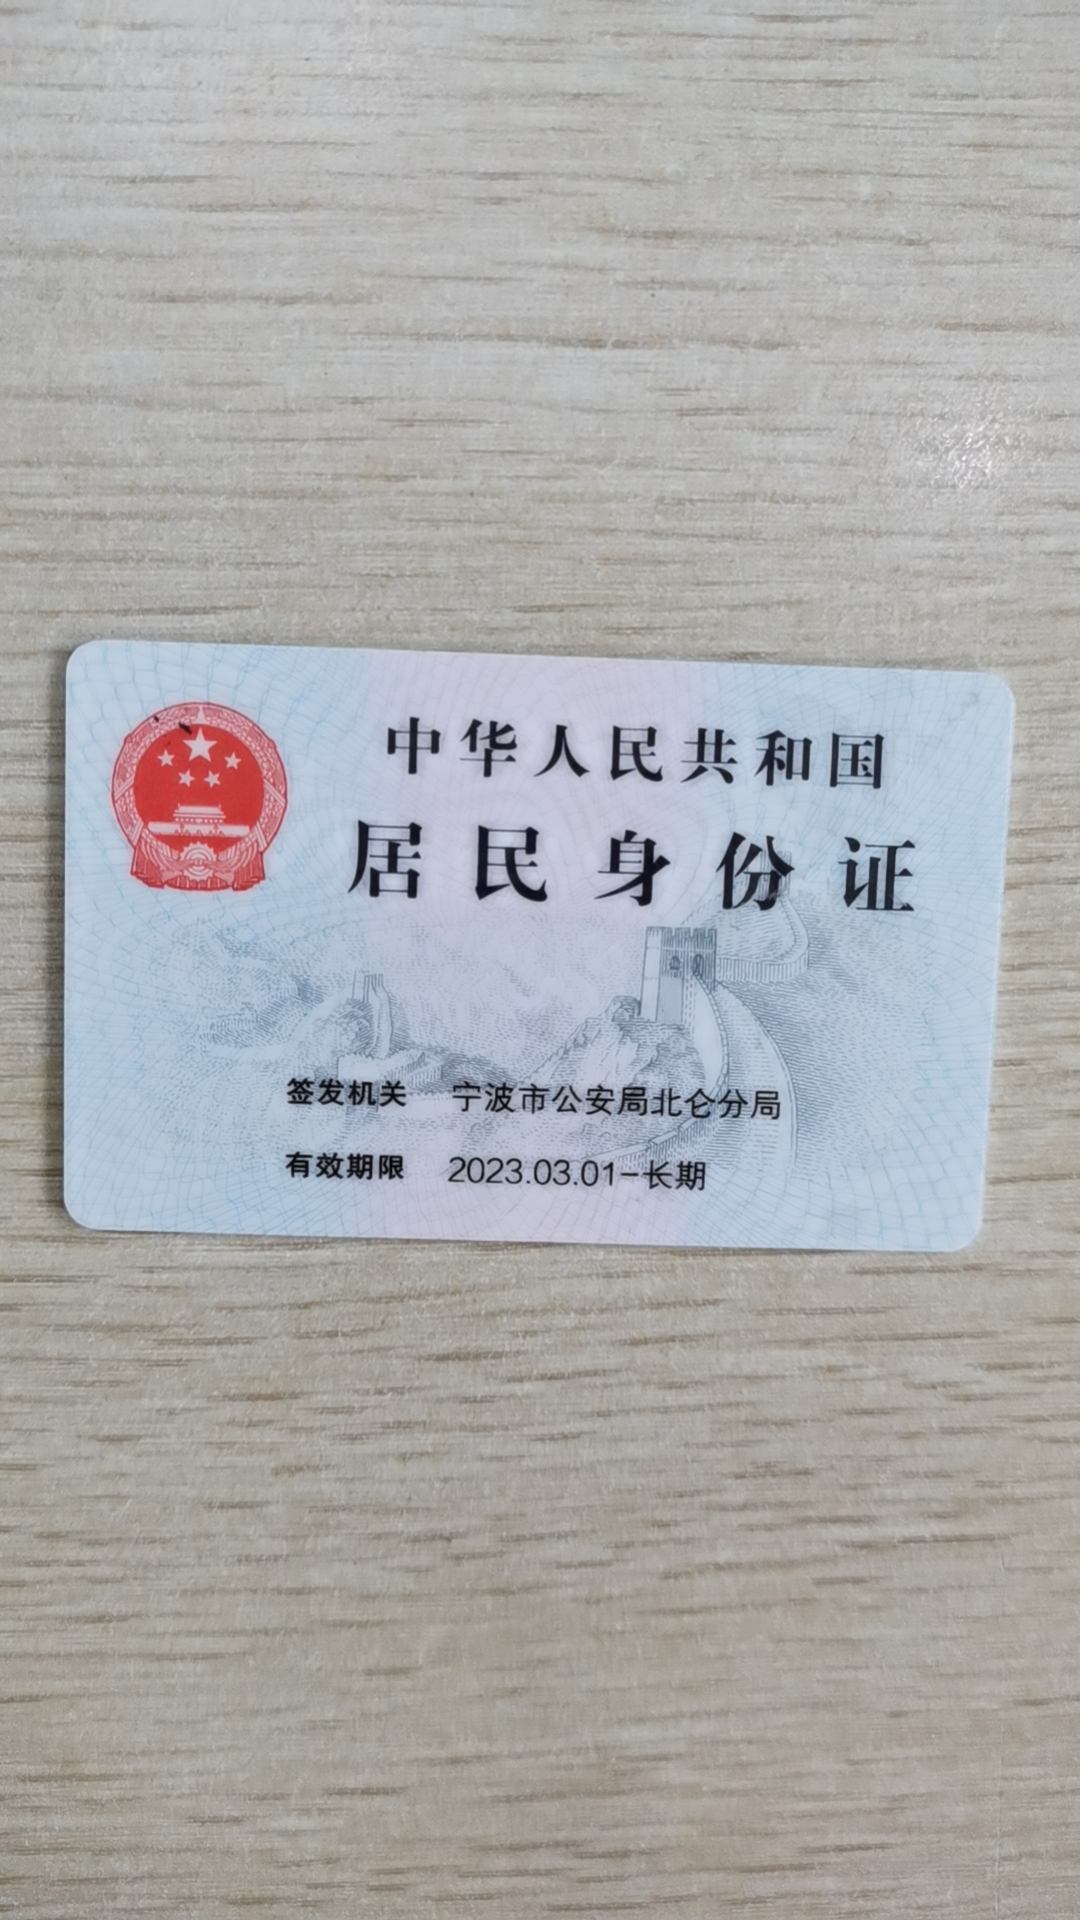 中华人民共和国
居民身份证
签发机关 宁波市公安局北仑分局
有效期限 2023.03.01-长期